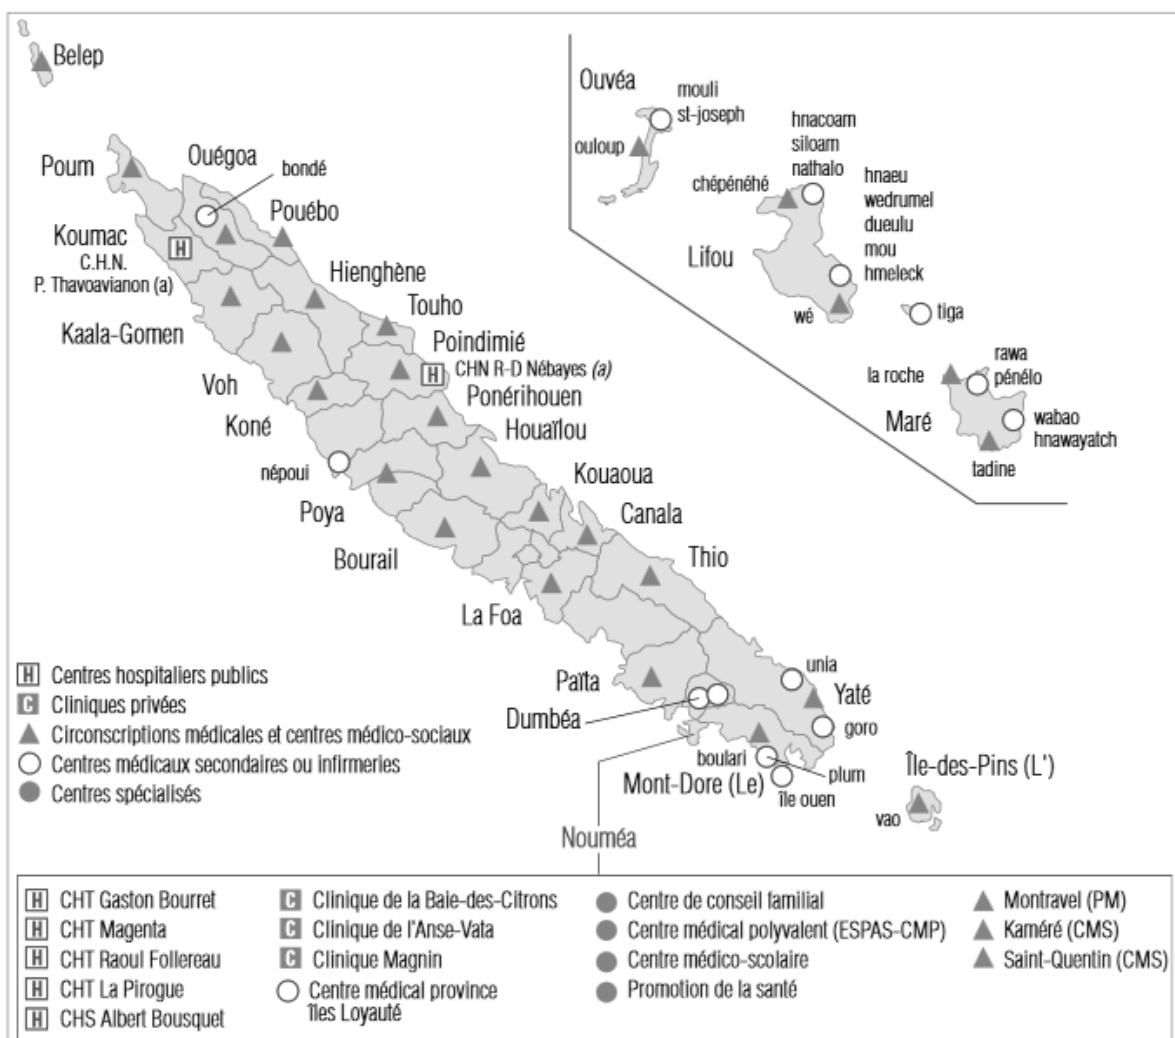 Belep
Poum
Ouégoa
bondé
Pouébo
Koumac
C.H.N.
P. Thavoavianon (a)
Hienghène
Touho
Kaala-Gomen
Poindimié
CHN R-D Nébayes (a)
Voh
Ponérihouen
Koné
Houaïlou
népoui
Kouaoua
Poya
Canala
Bourail
Thio
La Foa
Ouvéa
mouli
st-joseph
ouloup
hnacoam
siloam
nathalo
chépénéhé
hnaeu
wedrumel
dueulu
mou
hmeleck
Lifou
wé
tiga
la roche
rawa
pénélo
Maré
wabao
hnawayatch
tadine
H Centres hospitaliers publics
C Cliniques privées
Circonscriptions médicales et centres médico-sociaux
Centres médicaux secondaires ou infirmeries
Centres spécialisés
Païta
unia
Yaté
Dumbéa
goro
boulari
plum
Mont-Dore (Le)
île ouen
Île-des-Pins (L')
vao
Nouméa
H CHT Gaston Bourret
H CHT Magenta
H CHT Raoul Follereau
H CHT La Pirogue
H CHS Albert Bousquet
C Clinique de la Baie-des-Citrons
C Clinique de l'Anse-Vata
C Clinique Magnin
Centre médical province
îles Loyauté
Centre de conseil familial
Centre médical polyvalent (ESPAS-CMP)
Centre médico-scolaire
Promotion de la santé
Montravel (PM)
Kaméré (CMS)
Saint-Quentin (CMS)
H
H